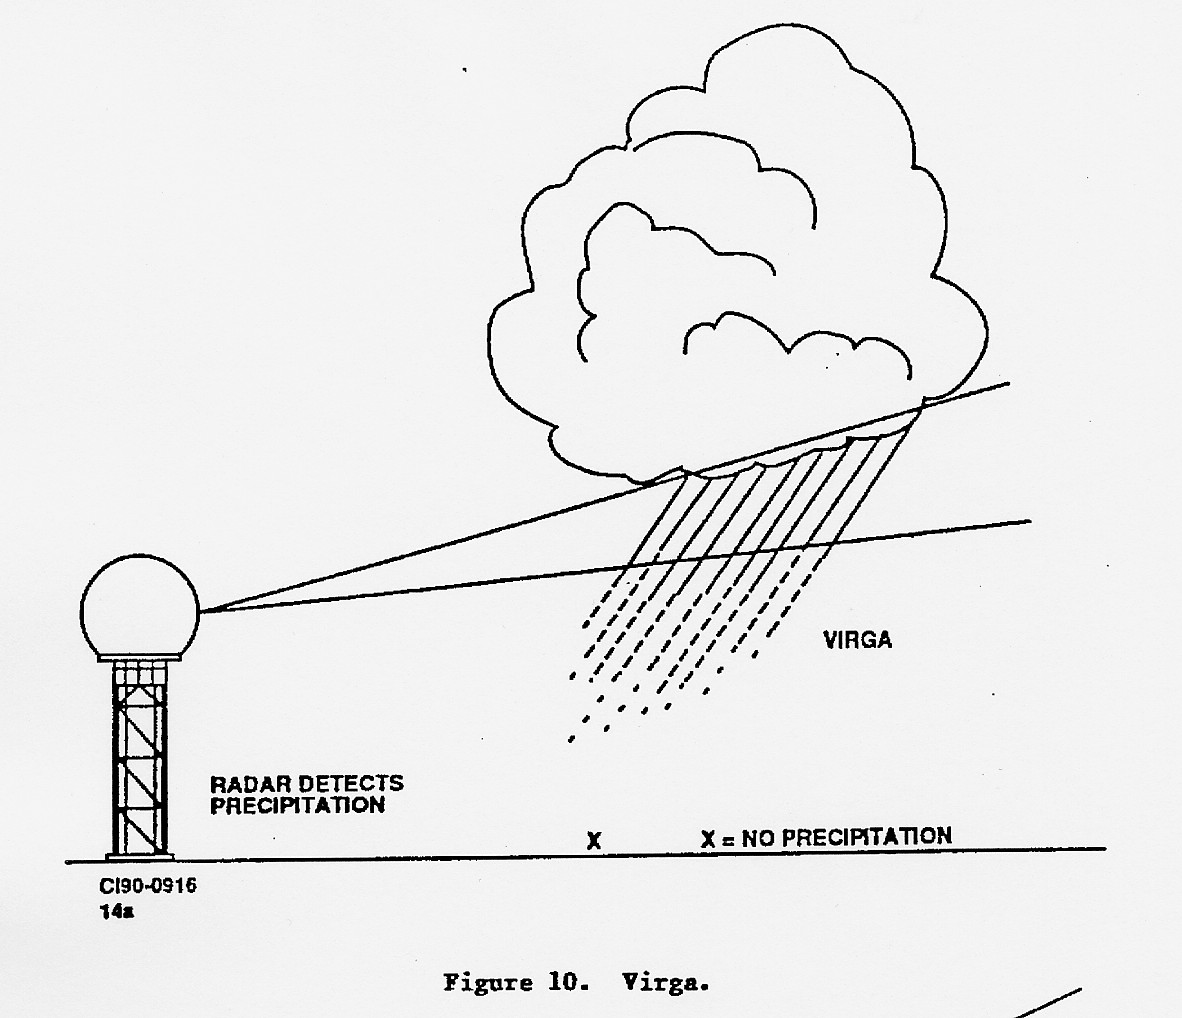 VIRGA
RADAR DETECTS
PRECIPITATION
X
X = NO PRECIPITATION
CI90-0916
14a
Figure 10. Virga.